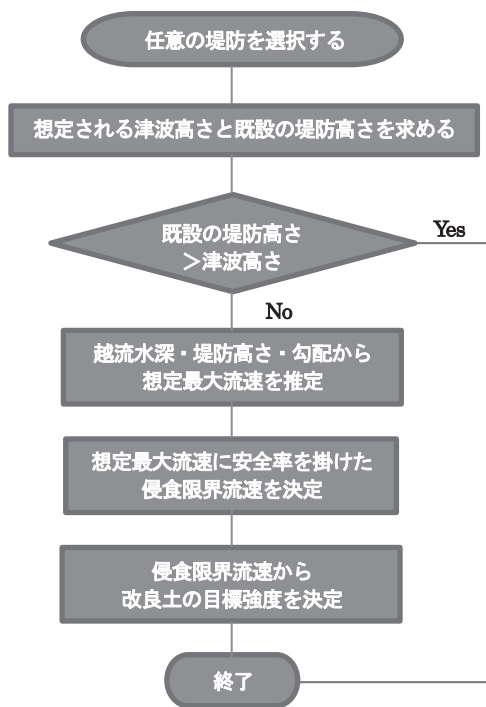 任意の堤防を選択する
想定される津波高さと既設の堤防高さを求める
既設の堤防高さ
＞津波高さ
Yes
No
越流水深・堤防高さ・勾配から
想定最大流速を推定
想定最大流速に安全率を掛けた
侵食限界流速を決定
侵食限界流速から
改良土の目標強度を決定
終了